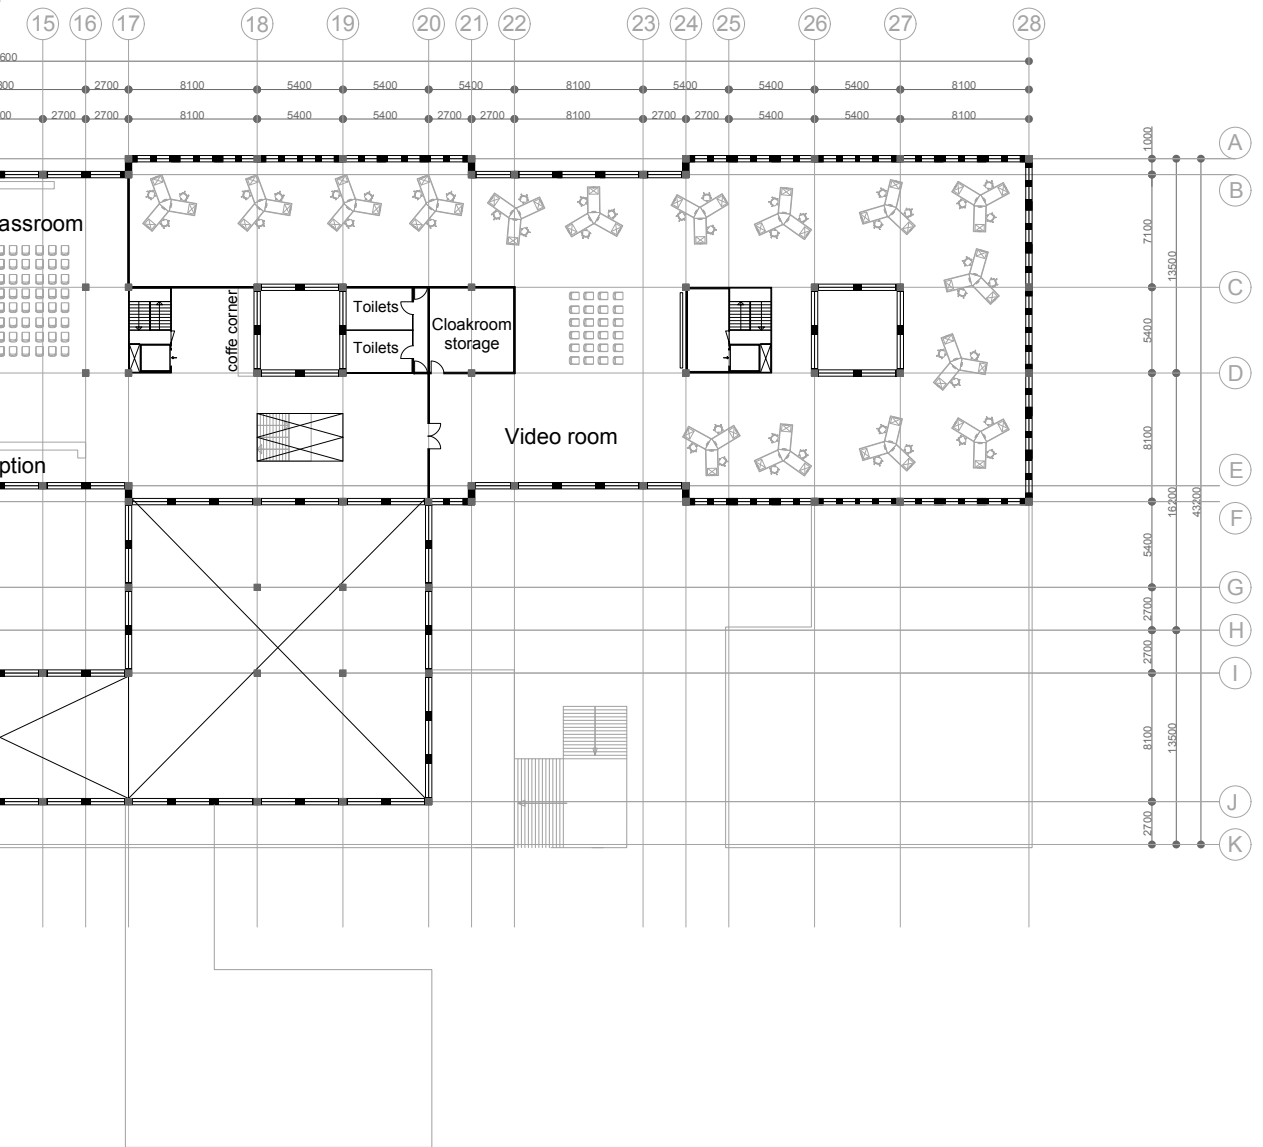 15 16 17 18 19 20 21 22 23 24 25 26 27 28
600
2700 8100 5400 5400 5400 8100 5400 5400 5400 8100
2700 2700 8100 5400 5400 2700 2700 8100 2700 2700 5400 5400 8100
A
1000
B
assroom
7100
13500
C
coffe corner
Toilets
Cloakroom
storage
Toilets
5400
D
Video room
8100
ption
E
16200
43200
F
5400
G
2700
H
2700
I
8100
13500
J
2700
K